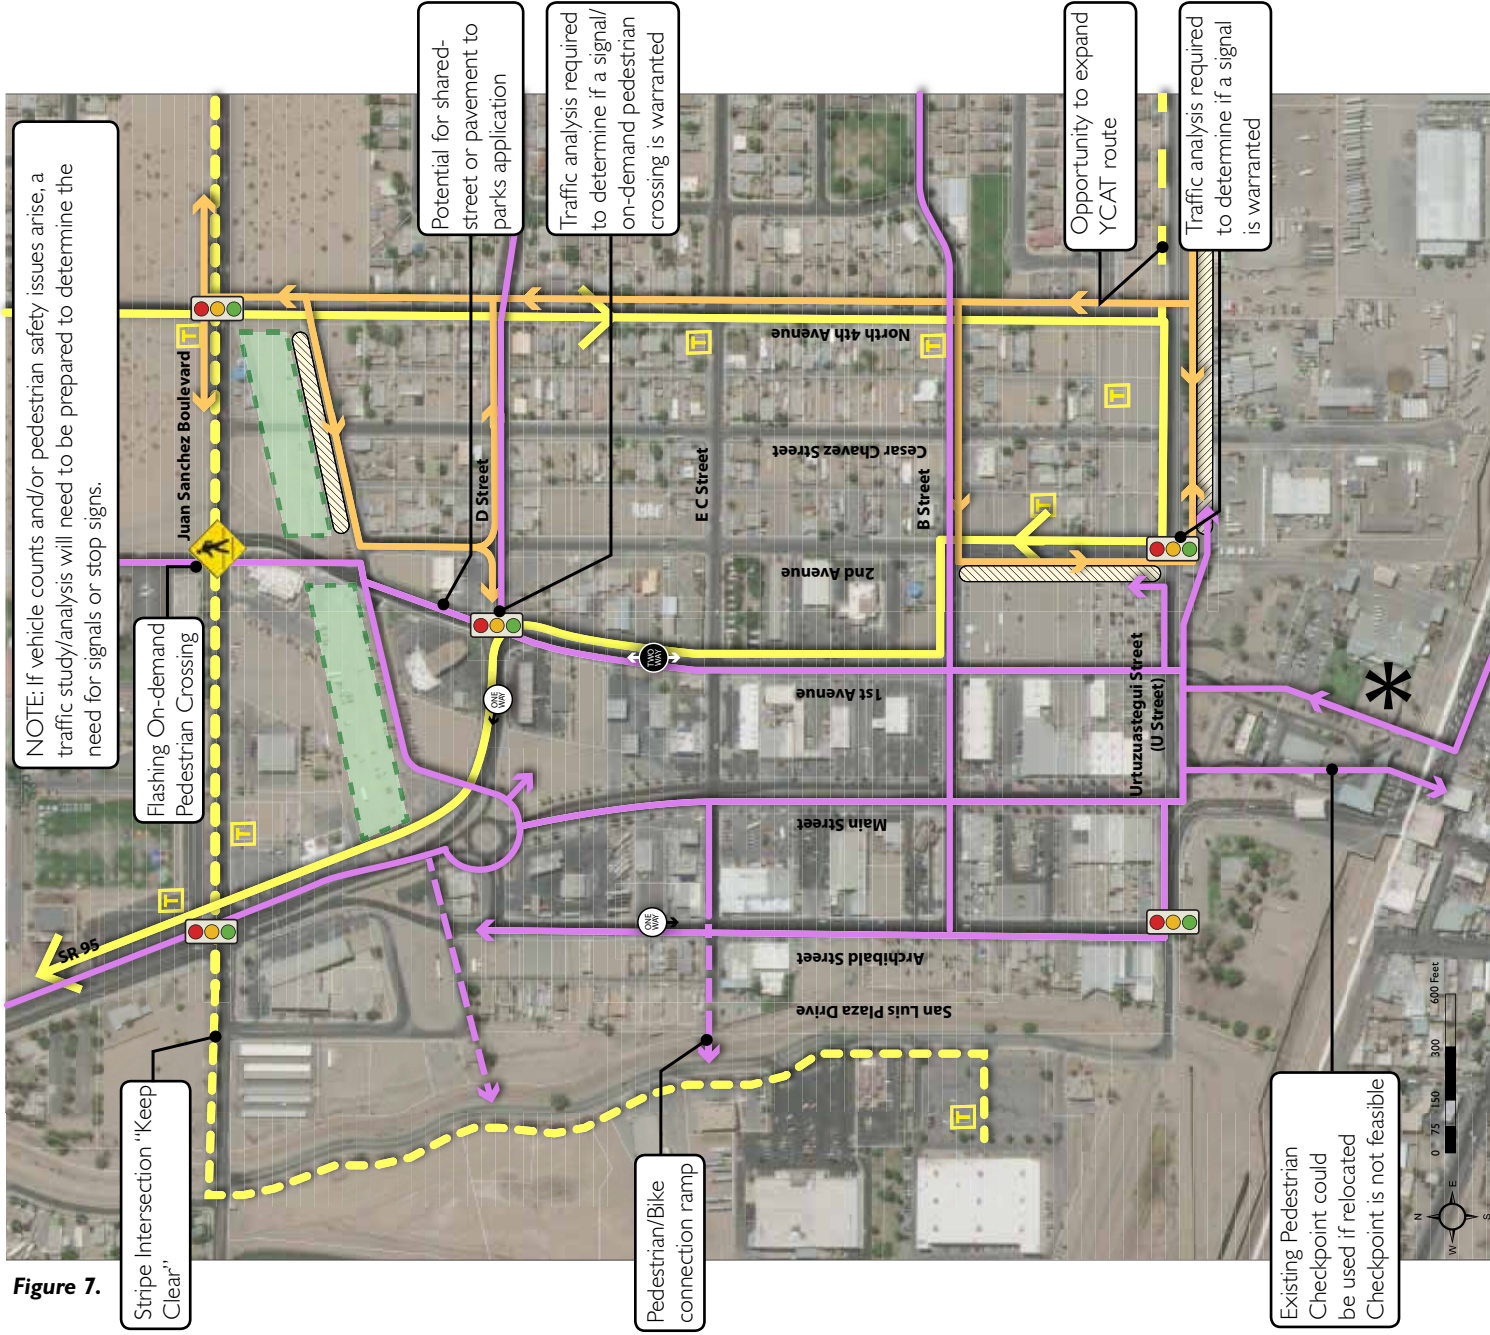 Figure 7.
NOTE: If vehicle counts and/or pedestrian safety issues arise, a
traffic study/analysis will need to be prepared to determine the
need for signals or stop signs.
Stripe Intersection "Keep
Clear"
Flashing On-demand
Pedestrian Crossing
Potential for shared-
street or pavement to
parks application
Traffic analysis required
to determine if a signal/
on-demand pedestrian
crossing is warranted
Opportunity to expand
YCAT route
Traffic analysis required
to determine if a signal
is warranted
Pedestrian/Bike
connection ramp
Existing Pedestrian
Checkpoint could
be used if relocated
Checkpoint is not feasible
SR 95
Juan Sanchez Boulevard
D Street
E C Street
B Street
Urtuzuastegui Street
(U Street)
North 4th Avenue
Cesar Chavez Street
2nd Avenue
1st Avenue
Main Street
Archibald Street
San Luis Plaza Drive
ONE
WAY
TWO
WAY
ONE
WAY
T
T
T
T
T
T
T
T
T
*
N
W
E
S
0 75 150 300 600 Feet